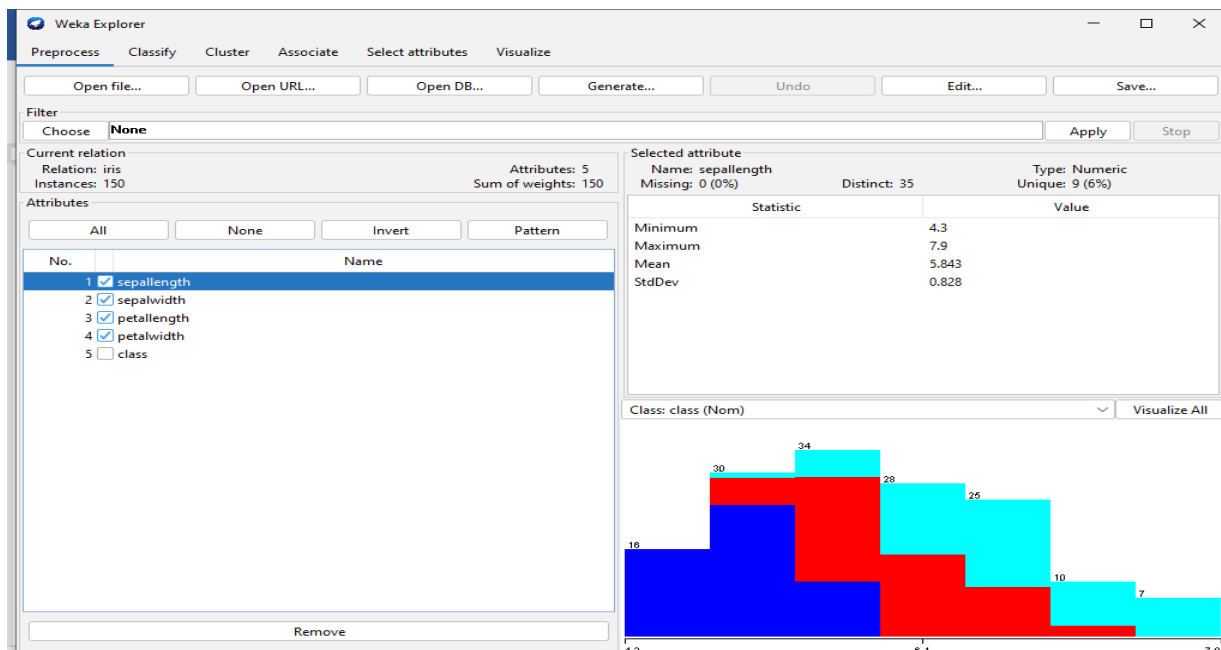 Weka Explorer
Preprocess Classify Cluster Associate Select attributes Visualize
Open file... Open URL... Open DB... Generate... Undo Edit... Save...
Filter
Choose None Apply Stop
Current relation
Relation: iris Attributes: 5
Instances: 150 Sum of weights: 150
Attributes
All None Invert Pattern
No. Name
1 sepallength
2 sepalwidth
3 petallength
4 petalwidth
5 class
Remove
Selected attribute
Name: sepallength Type: Numeric
Missing: 0 (0%) Distinct: 35 Unique: 9 (6%)
Statistic Value
Minimum 4.3
Maximum 7.9
Mean 5.843
StdDev 0.828
Class: class (Nom) Visualize All
34
30
28
25
16
10
7